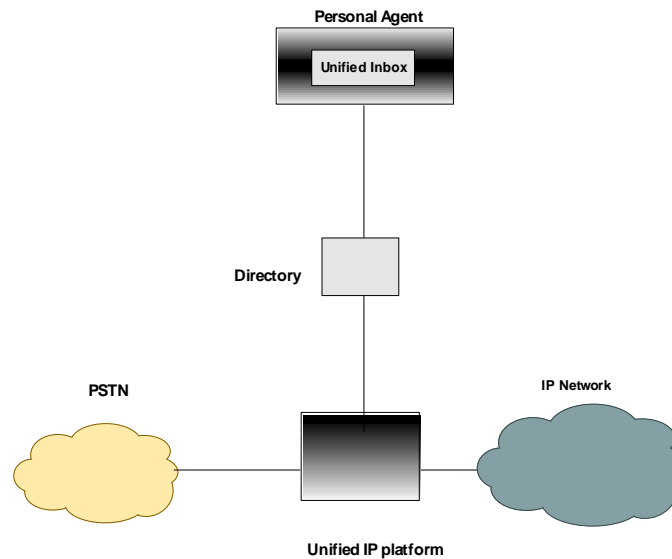 Personal Agent
Unified Inbox
Directory
PSTN
IP Network
Unified IP platform